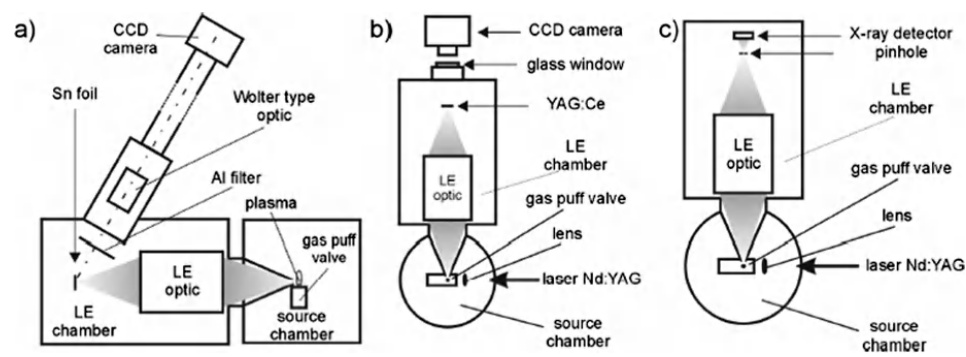 a)
CCD
camera
Sn foil
Wolter type
optic
Al filter
plasma
gas puff
valve
LE
optic
LE
chamber
source
chamber
b)
CCD camera
glass window
YAG:Ce
LE
chamber
LE
optic
gas puff valve
lens
laser Nd:YAG
source
chamber
c)
X-ray detector
pinhole
LE
chamber
LE
optic
gas puff valve
lens
laser Nd:YAG
source
chamber